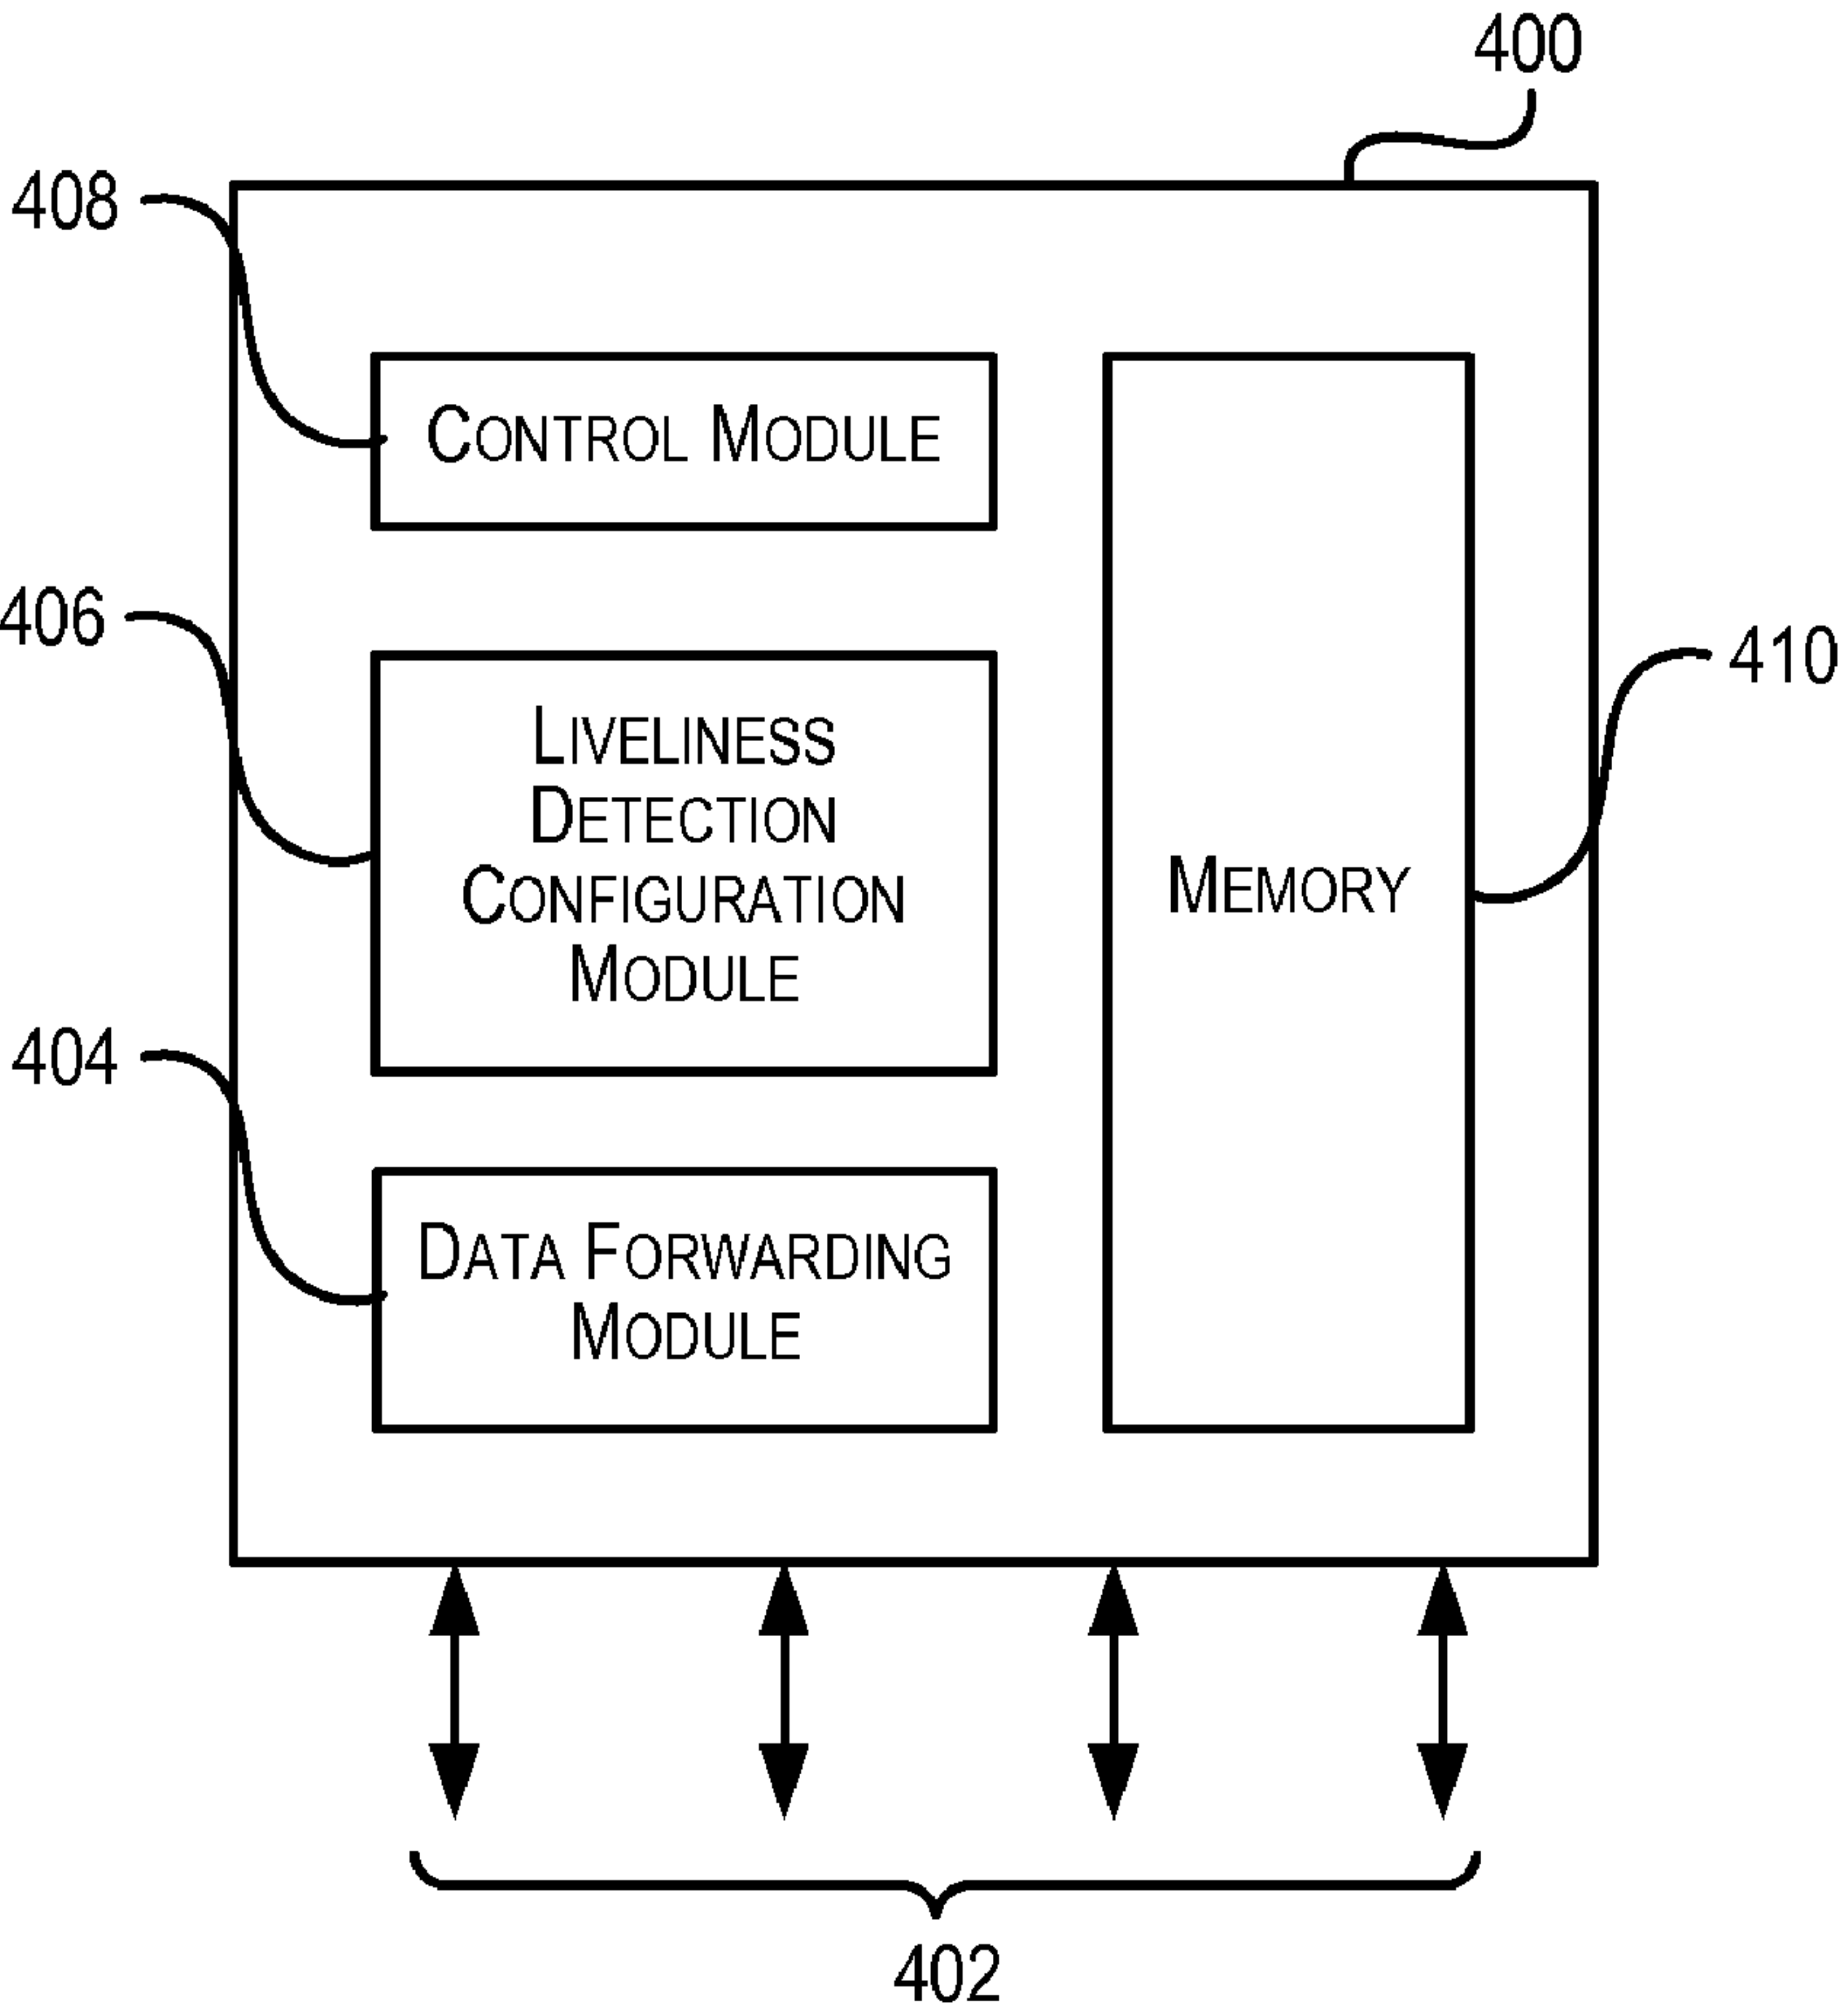 400
408
CONTROL MODULE
406
LIVELINESS
DETECTION
CONFIGURATION
MODULE
MEMORY
410
404
DATA FORWARDING
MODULE
402